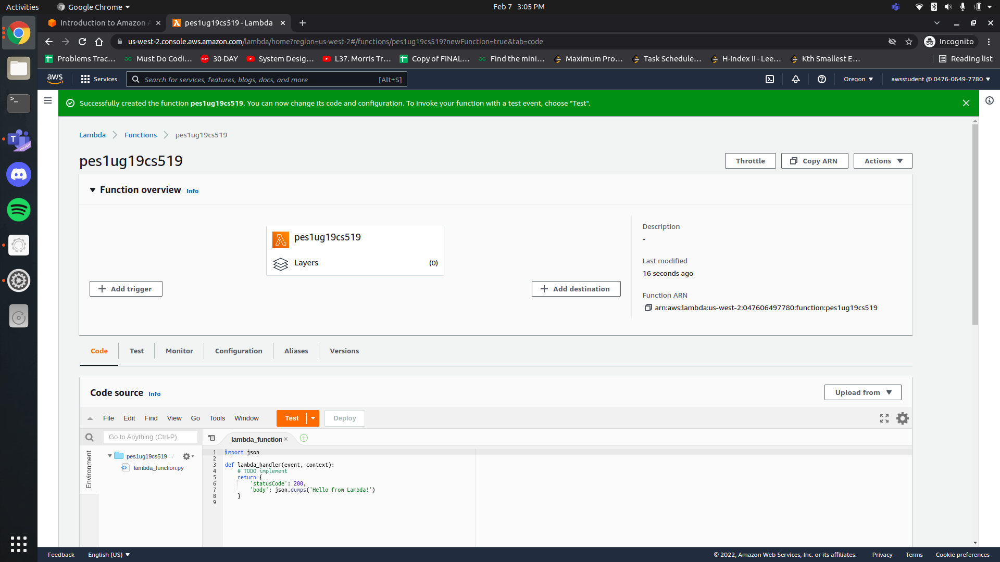 Activities
Google Chrome
Feb 7 3:05 PM
Introduction to Amazon A
pes1ug19cs519 - Lambda
us-west-2.console.aws.amazon.com/lambda/home?region=us-west-2#/functions/pes1ug19cs519?newFunction=true&tab=code
Incognito
Problems Trac...
Must Do Codi...
30-DAY
System Desig...
L37. Morris Tr...
Copy of FINAL...
Find the mini...
Maximum Pro...
Task Schedule...
H-Index II - Lee...
Kth Smallest E...
Reading list
aws
Services
Search for services, features, blogs, docs, and more
[Alt+S]
Oregon
awsstudent @ 0476-0649-7780
Successfully created the function pes1ug19cs519. You can now change its code and configuration. To invoke your function with a test event, choose "Test".
Lambda
Functions
pes1ug19cs519
pes1ug19cs519
Throttle
Copy ARN
Actions
Function overview Info
pes1ug19cs519
Layers
(0)
Add trigger
Add destination
Description
-
Last modified
16 seconds ago
Function ARN
arn:aws:lambda:us-west-2:047606497780:function:pes1ug19cs519
Code
Test
Monitor
Configuration
Aliases
Versions
Code source Info
Upload from
File
Edit
Find
View
Go
Tools
Window
Test
Deploy
Go to Anything (Ctrl-P)
lambda_function
Environment
pes1ug19cs519 - /
lambda_function.py
1 import json
2
3 def lambda_handler(event, context):
4 # TODO implement
5 return {
6 'statusCode': 200,
7 'body': json.dumps('Hello from Lambda!')
8 }
9
Feedback
English (US)
© 2022, Amazon Web Services, Inc. or its affiliates.
Privacy
Terms
Cookie preferences